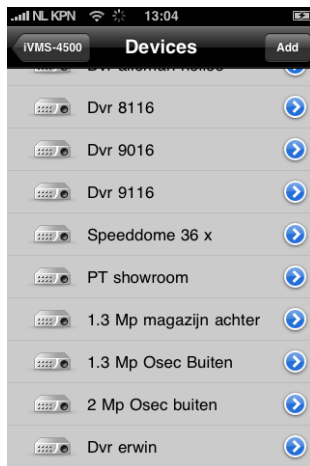 NL KPN 13:04
iVMS-4500 Devices Add
Dvr 8116
Dvr 9016
Dvr 9116
Speeddome 36 x
PT showroom
1.3 Mp magazijn achter
1.3 Mp Osec Buiten
2 Mp Osec buiten
Dvr erwin